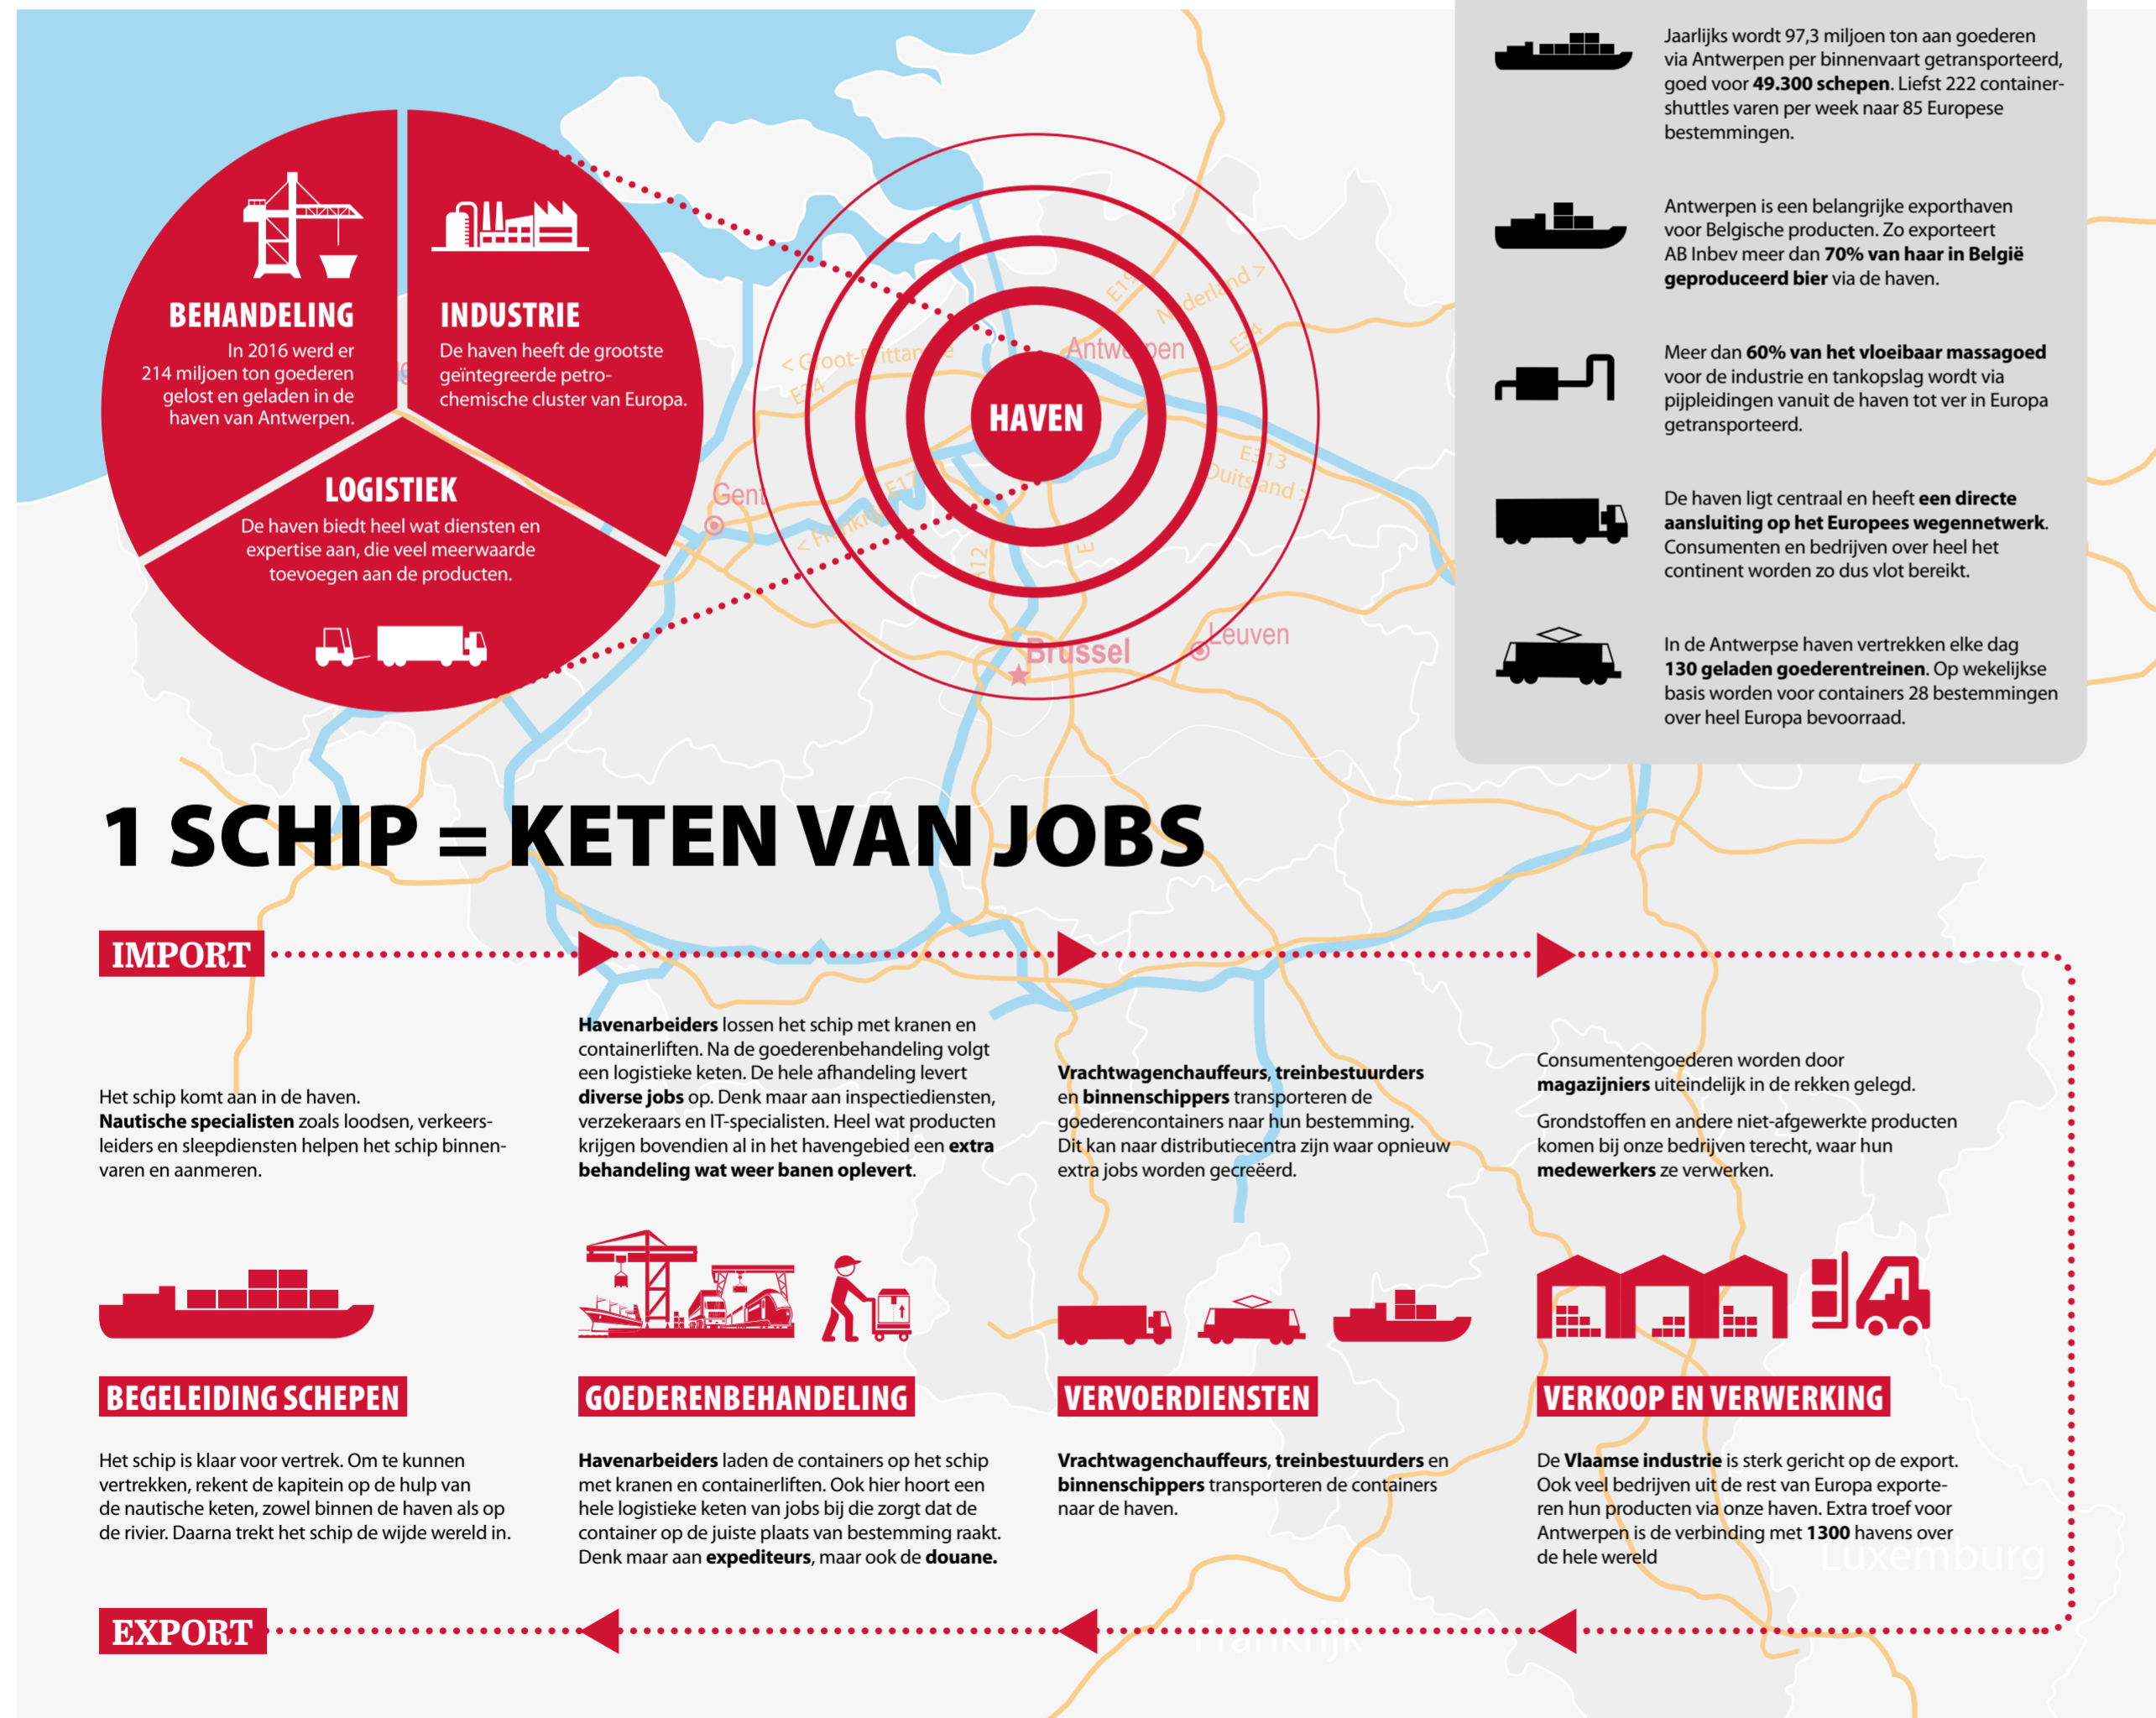 Jaarlijks wordt 97,3 miljoen ton aan goederen
via Antwerpen per binnenvaart getransporteerd,
goed voor 49.300 schepen. Liefst 222 container-
shuttles varen per week naar 85 Europese
bestemmingen.
Antwerpen is een belangrijke exporthaven
voor Belgische producten. Zo exporteert
AB Inbev meer dan 70% van haar in België
geproduceerd bier via de haven.
Meer dan 60% van het vloeibaar massagoed
voor de industrie en tankopslag wordt via
pijpleidingen vanuit de haven tot ver in Europa
getransporteerd.
De haven ligt centraal en heeft een directe
aansluiting op het Europees wegennetwerk.
Consumenten en bedrijven over heel het
continent worden zo dus vlot bereikt.
In de Antwerpse haven vertrekken elke dag
130 geladen goederentreinen. Op wekelijkse
basis worden voor containers 28 bestemmingen
over heel Europa bevoorraad.
BEHANDELING
In 2016 werd er
214 miljoen ton goederen
gelost en geladen in de
haven van Antwerpen.
INDUSTRIE
De haven heeft de grootste
geïntegreerde petro-
chemische cluster van Europa.
LOGISTIEK
De haven biedt heel wat diensten en
expertise aan, die veel meerwaarde
toevoegen aan de producten.
HAVEN
E19
Nederland >
E34
Antwerpen
< Groot-Brittannië
E34
E313
Duitsland >
E17
Gent
A12
Brussel
Leuven
1 SCHIP = KETEN VAN JOBS
IMPORT
Het schip komt aan in de haven.
Nautische specialisten zoals loodsen, verkeers-
leiders en sleepdiensten helpen het schip binnen-
varen en aanmeren.
Havenarbeiders lossen het schip met kranen en
containerliften. Na de goederenbehandeling volgt
een logistieke keten. De hele afhandeling levert
diverse jobs op. Denk maar aan inspectiediensten,
verzekeraars en IT-specialisten. Heel wat producten
krijgen bovendien al in het havengebied een extra
behandeling wat weer banen oplevert.
Vrachtwagenchauffeurs, treinbestuurders
en binnenschippers transporteren de
goederencontainers naar hun bestemming.
Dit kan naar distributiecentra zijn waar opnieuw
extra jobs worden gecreëerd.
Consumentengoederen worden door
magazijniers uiteindelijk in de rekken gelegd.
Grondstoffen en andere niet-afgewerkte producten
komen bij onze bedrijven terecht, waar hun
medewerkers ze verwerken.
BEGELEIDING SCHEPEN
GOEDERENBEHANDELING
VERVOERDIENSTEN
VERKOOP EN VERWERKING
Het schip is klaar voor vertrek. Om te kunnen
vertrekken, rekent de kapitein op de hulp van
de nautische keten, zowel binnen de haven als op
de rivier. Daarna trekt het schip de wijde wereld in.
Havenarbeiders laden de containers op het schip
met kranen en containerliften. Ook hier hoort een
hele logistieke keten van jobs bij die zorgt dat de
container op de juiste plaats van bestemming raakt.
Denk maar aan expediteurs, maar ook de douane.
Vrachtwagenchauffeurs, treinbestuurders en
binnenschippers transporteren de containers
naar de haven.
De Vlaamse industrie is sterk gericht op de export.
Ook veel bedrijven uit de rest van Europa exporte-
ren hun producten via onze haven. Extra troef voor
Antwerpen is de verbinding met 1300 havens over
de hele wereld
Luxemburg
EXPORT
Frankrijk